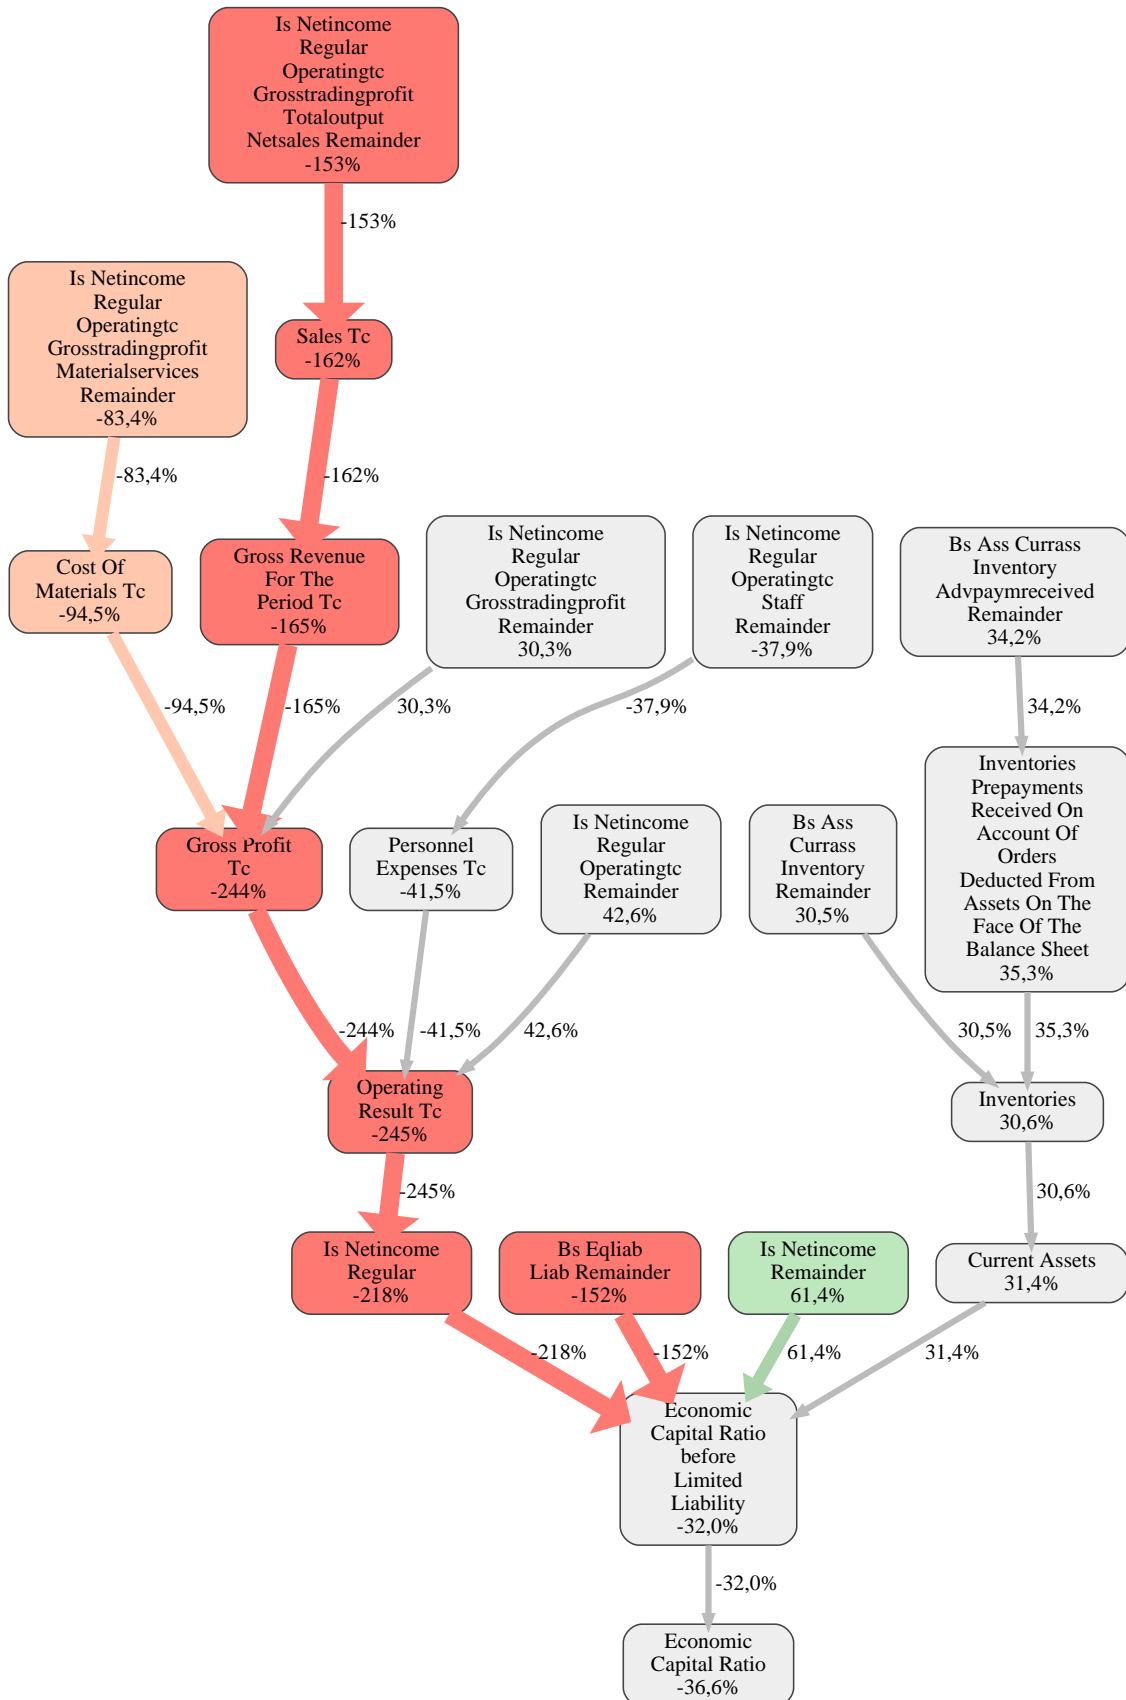 Is Netincome
Regular
Operatingtc
Grosstradingprofit
Totaloutput
Netsales Remainder
-153%
-153%
Is Netincome
Regular
Operatingtc
Grosstradingprofit
Materialservices
Remainder
-83,4%
Sales Tc
-162%
-83,4%
-162%
Cost Of
Materials Tc
-94,5%
Gross Revenue
For The
Period Tc
-165%
Is Netincome
Regular
Operatingtc
Grosstradingprofit
Remainder
30,3%
Is Netincome
Regular
Operatingtc
Staff
Remainder
-37,9%
Bs Ass Currass
Inventory
Advpaymreceived
Remainder
34,2%
-94,5%
-165%
30,3%
-37,9%
34,2%
Gross Profit
Tc
-244%
Personnel
Expenses Tc
-41,5%
Is Netincome
Regular
Operatingtc
Remainder
42,6%
Bs Ass
Currass
Inventory
Remainder
30,5%
Inventories
Prepayments
Received On
Account Of
Orders
Deducted From
Assets On The
Face Of The
Balance Sheet
35,3%
-244%
-41,5%
42,6%
30,5%
35,3%
Operating
Result Tc
-245%
Inventories
30,6%
-245%
30,6%
Is Netincome
Regular
-218%
Bs Eqliab
Liab Remainder
-152%
Is Netincome
Remainder
61,4%
Current Assets
31,4%
-218%
-152%
61,4%
31,4%
Economic
Capital Ratio
before
Limited
Liability
-32,0%
-32,0%
Economic
Capital Ratio
-36,6%